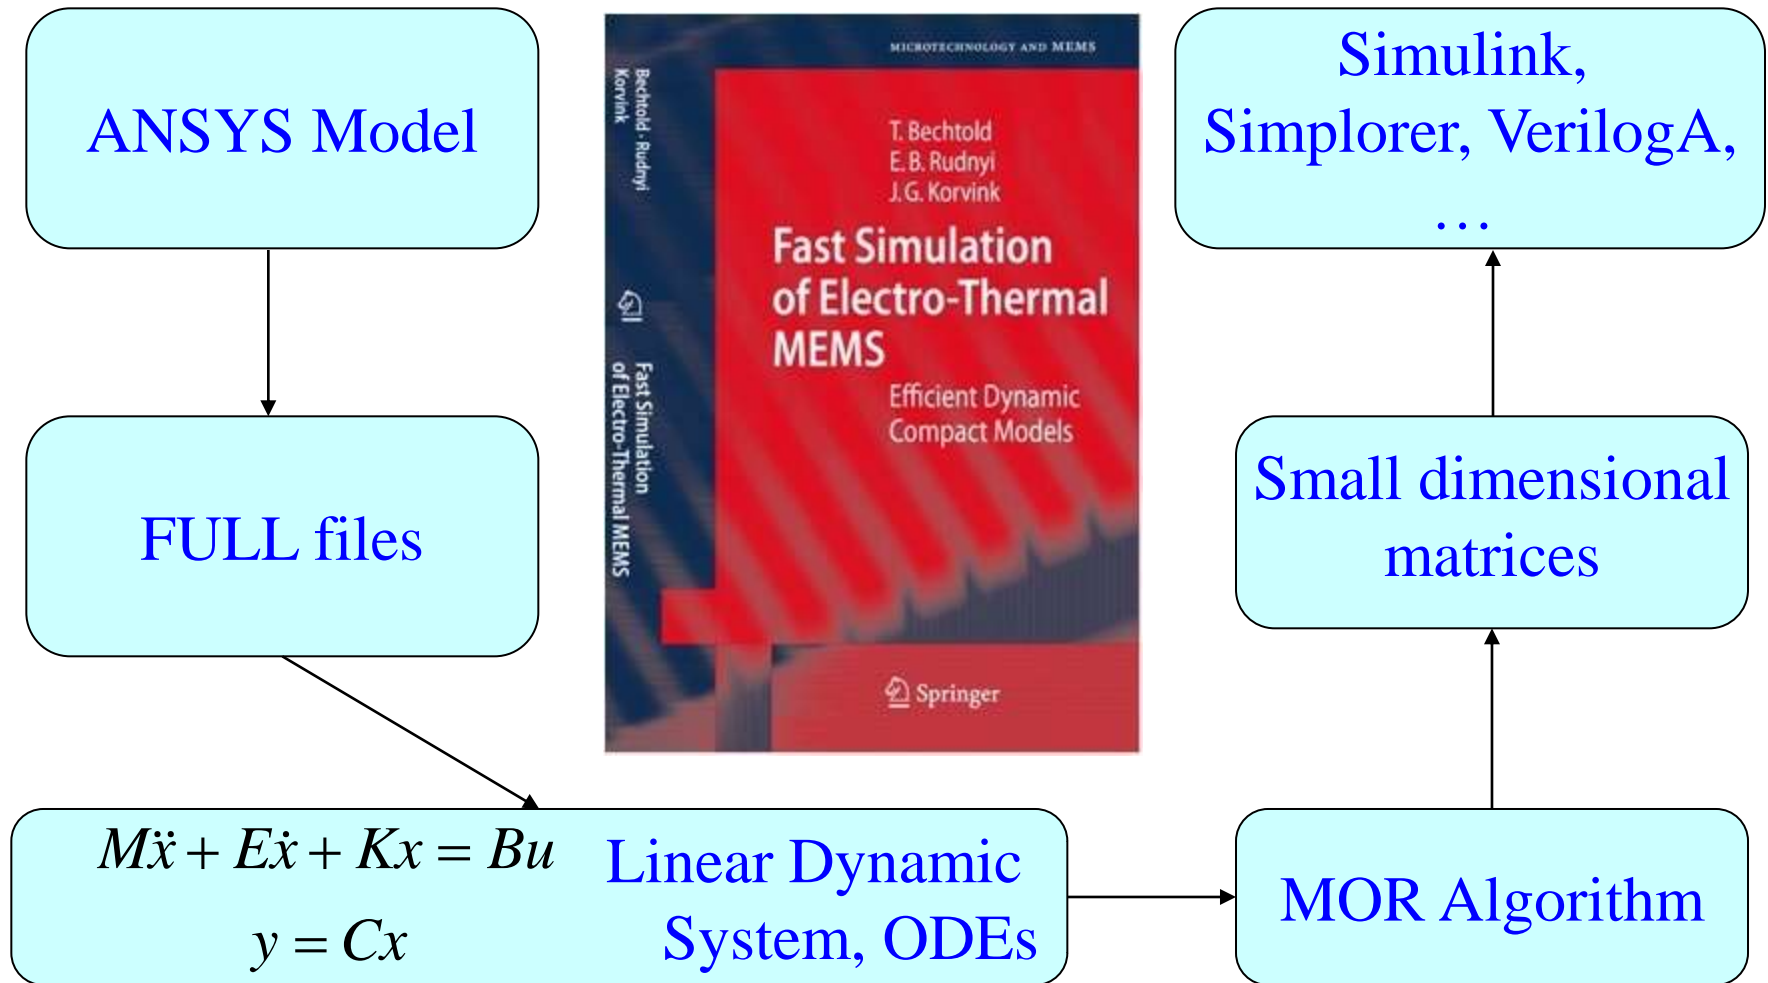 ANSYS Model
FULL files
Mẍ + Eẋ + Kx = Bu
y = Cx
Linear Dynamic
System, ODEs
MOR Algorithm
Small dimensional
matrices
Simulink,
Simplorer, VerilogA,
…
Bechtold · Rudnyi
Korvink
Fast Simulation
of Electro-Thermal MEMS
MICROTECHNOLOGY AND MEMS
T. Bechtold
E. B. Rudnyi
J. G. Korvink
Fast Simulation
of Electro-Thermal
MEMS
Efficient Dynamic
Compact Models
Springer